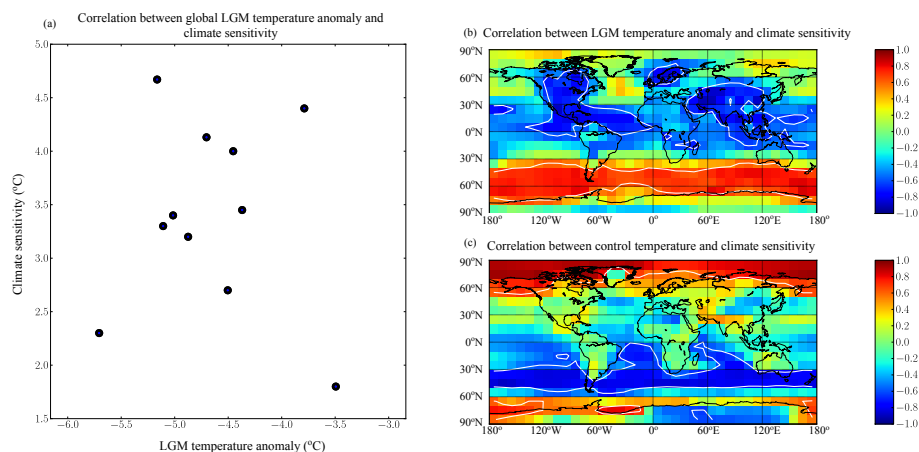 (a) Correlation between global LGM temperature anomaly and
climate sensitivity
5.0
4.5
4.0
3.5
3.0
2.5
2.0
1.5
Climate sensitivity (°C)
−6.0 −5.5 −5.0 −4.5 −4.0 −3.5 −3.0
LGM temperature anomaly (°C)
(b) Correlation between LGM temperature anomaly and climate sensitivity
90°N
60°N
30°N
0°N
30°N
60°N
90°N
180° 120°W 60°W 0° 60°E 120°E 180°
1.0
0.8
0.6
0.4
0.2
0.0
−0.2
−0.4
−0.6
−0.8
−1.0
(c) Correlation between control temperature and climate sensitivity
90°N
60°N
30°N
0°N
30°N
60°N
90°N
180° 120°W 60°W 0° 60°E 120°E 180°
1.0
0.8
0.6
0.4
0.2
0.0
−0.2
−0.4
−0.6
−0.8
−1.0